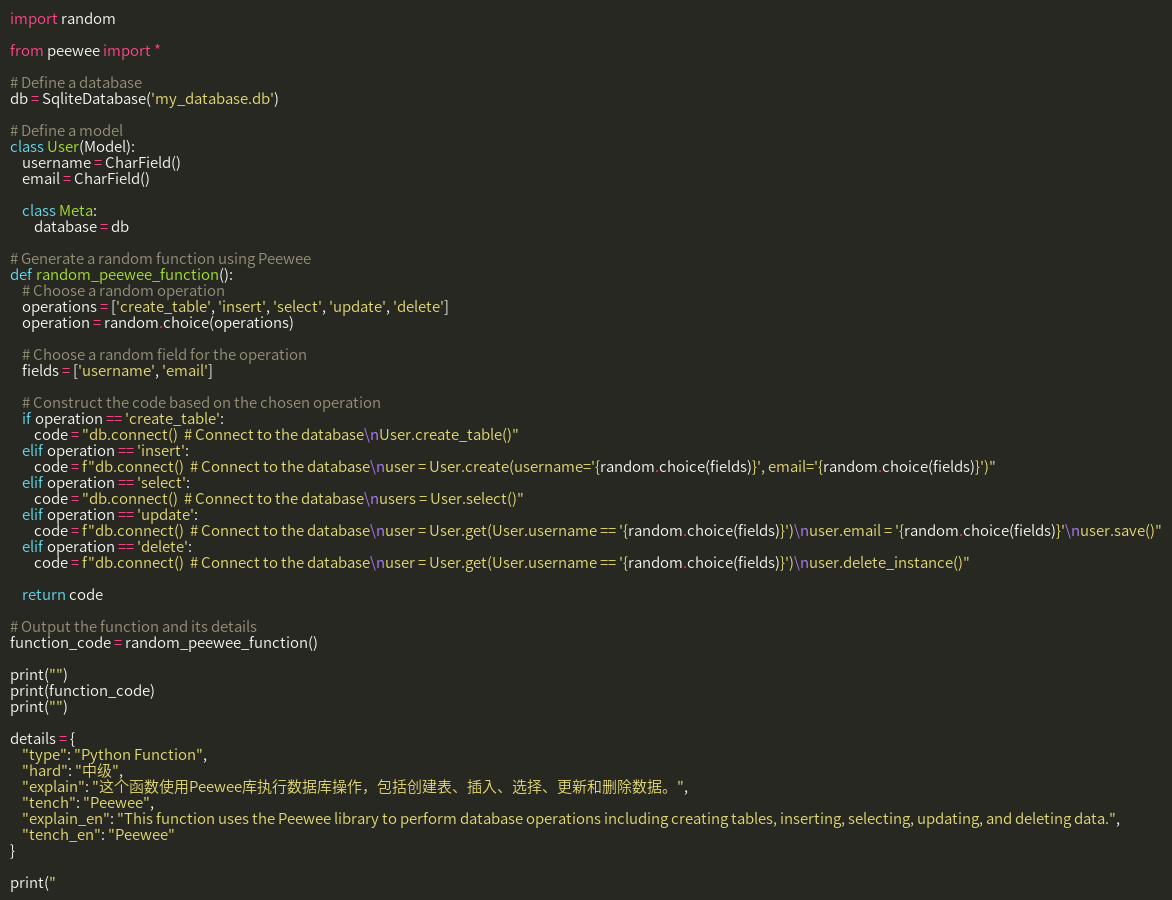 import random
from peewee import *
# Define a database
db = SqliteDatabase('my_database.db')
# Define a model
class User(Model):
    username = CharField()
    email = CharField()
    class Meta:
        database = db
# Generate a random function using Peewee
def random_peewee_function():
    # Choose a random operation
    operations = ['create_table', 'insert', 'select', 'update', 'delete']
    operation = random.choice(operations)
    # Choose a random field for the operation
    fields = ['username', 'email']
    # Construct the code based on the chosen operation
    if operation == 'create_table':
        code = "db.connect()  # Connect to the database\nUser.create_table()"
    elif operation == 'insert':
        code = f"db.connect()  # Connect to the database\nuser = User.create(username='{random.choice(fields)}', email='{random.choice(fields)}')"
    elif operation == 'select':
        code = "db.connect()  # Connect to the database\nusers = User.select()"
    elif operation == 'update':
        code = f"db.connect()  # Connect to the database\nuser = User.get(User.username == '{random.choice(fields)}')\nuser.email = '{random.choice(fields)}'\nuser.save()"
    elif operation == 'delete':
        code = f"db.connect()  # Connect to the database\nuser = User.get(User.username == '{random.choice(fields)}')\nuser.delete_instance()"
    return code
# Output the function and its details
function_code = random_peewee_function()
print("")
print(function_code)
print("")
details = {
    "type": "Python Function",
    "hard": "中级",
    "explain": "这个函数使用Peewee库执行数据库操作，包括创建表、插入、选择、更新和删除数据。",
    "tench": "Peewee",
    "explain_en": "This function uses the Peewee library to perform database operations including creating tables, inserting, selecting, updating, and deleting data.",
    "tench_en": "Peewee"
}
print("